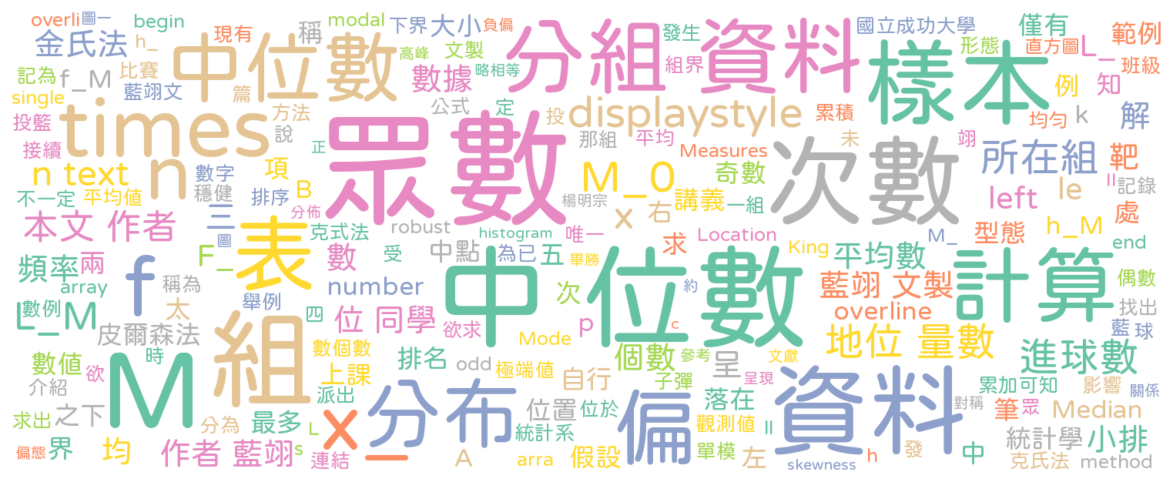 overli 圖一 begin modal 下界 大小 負偏 分組資料 國立成功大學 僅有 範例
金氏法 h_ 現有 稱 中位數 高峰 文製 發生 樣本 形態 直方圖 L_ 班級
記為 f_M 比賽 數據 略相等 組界 例 知
single 藍翊文 篇 方法 公式 定 投 displaystyle 累積 均勻 k 解
投籃 times n 說 眾數 那組 平均 次數 未 翊 記錄
接續 數字 項 正 Measures 奇數 所在組 靶 II
n text 穩健 B M_0 left le
不一定 平均值 排序 三 分佈 楊明宗 x 右 講義 一組 處
本文 作者 表 圖 克式法 robust histogram 唯一 求 Location M_ 型態 h_M
頻率 兩 f F_ 數 受 中點 為已 五 King 平均數 end
array 稱為 組 number 中位數 畢勝 約 藍翊 文製 計算 偶數
L_M 數例 太 舉例 四 位 同學 次 p overline 找出
皮爾森法 時 欲求 Mode c 藍 球
數值 欲 M 數個數 排名 odd 極端值 個數 參考 文獻 呈 地位 量數 進球數
介紹 上課 分布 自行 子彈 呈現 資料 累加可知 影響 關係
求出 之下 分為 最多 派出 x_ 位置 位於 偏 落在 對稱 筆 眾 Median
界 L 統計系 觀測值 II 統計學 小排
偏態 均 作者 藍翊 s 連結 A arra 假設 單模 左 skewness h 發 中 克氏法 method